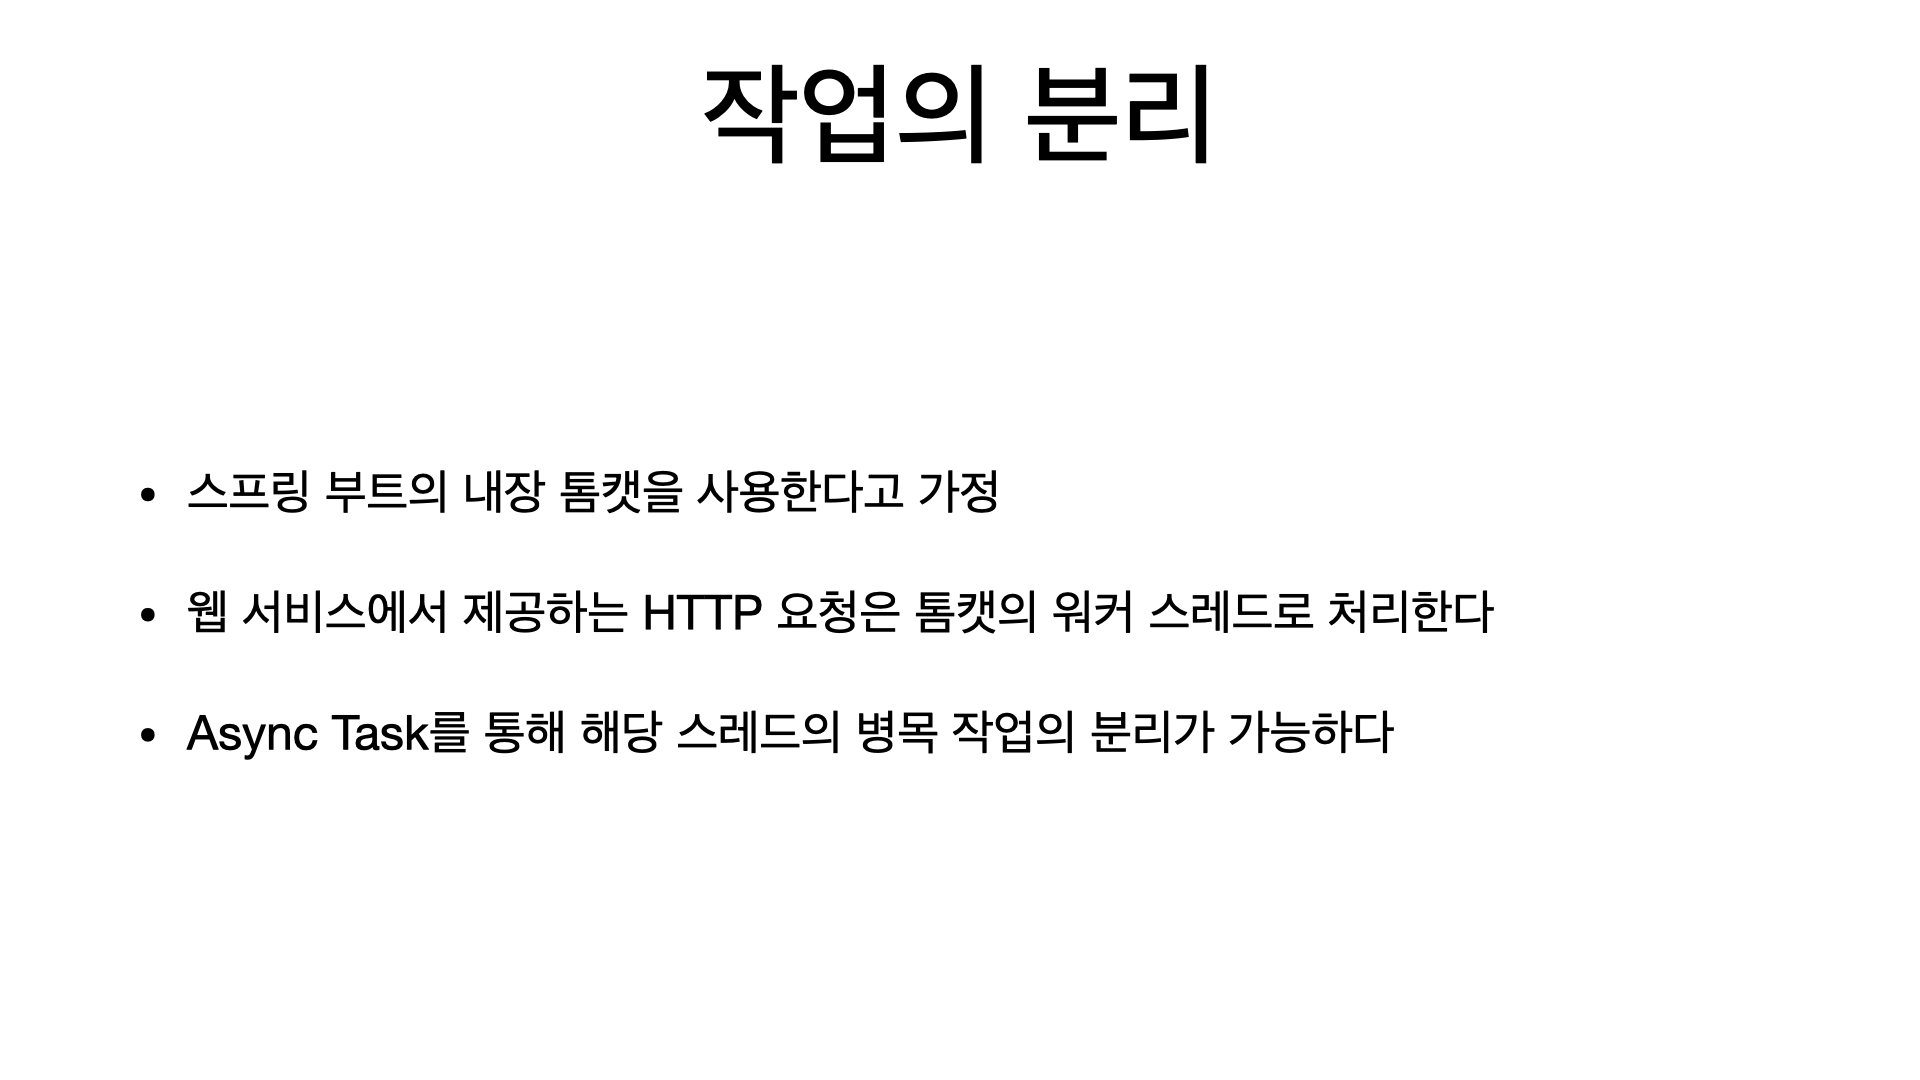 작업의 분리
• 스프링 부트의 내장 톰캣을 사용한다고 가정
• 웹 서비스에서 제공하는 HTTP 요청은 톰캣의 워커 스레드로 처리한다
• Async Task를 통해 해당 스레드의 병목 작업의 분리가 가능하다